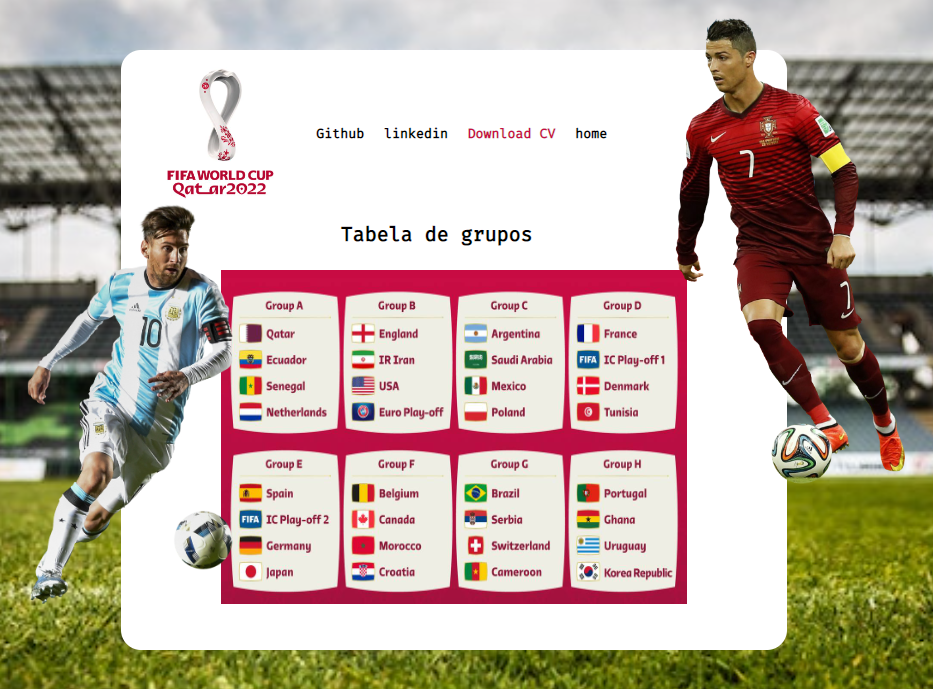 Github linkedin Download CV home
FIFA WORLD CUP
Qatar2022
Tabela de grupos
7
7
10
Group A
Qatar
Ecuador
Senegal
Netherlands
Group B
England
IR Iran
USA
Euro Play-off
Group C
Argentina
Saudi Arabia
Mexico
Poland
Group D
France
FIFA IC Play-off 1
Denmark
Tunisia
Group E
Spain
FIFA IC Play-off 2
Germany
Japan
Group F
Belgium
Canada
Morocco
Croatia
Group G
Brazil
Serbia
Switzerland
Cameroon
Group H
Portugal
Ghana
Uruguay
Korea Republic